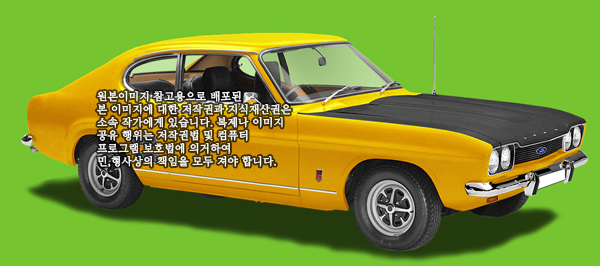 원본이미지 참고용으로 배포된
본 이미지에 대한 저작권과 지식재산권은
소속 작가에게 있습니다. 복제나 이미지
공유 행위는 저작권법 및 컴퓨터
프로그램 보호법에 의거하여
민,형사상의 책임을 모두 져야 합니다.